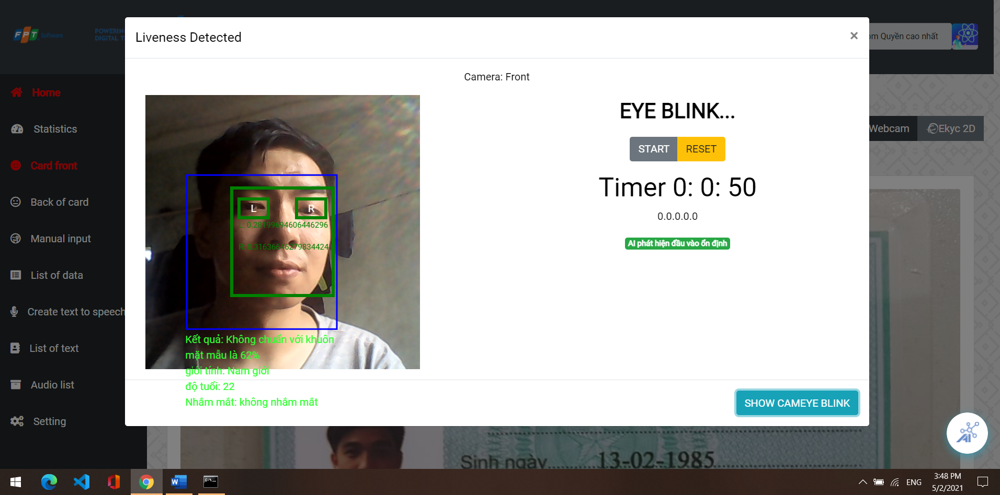 FPT Software
POWERING
DIGITAL T
om Quyền cao nhất
Liveness Detected
×
Camera: Front
Home
Statistics
Card front
Back of card
Manual input
List of data
Create text to speech
List of text
Audio list
Setting
Webcam
Ekyc 2D
EYE BLINK...
START
RESET
Timer 0: 0: 50
0.0.0.0.0
AI phát hiện đầu vào ổn định
L
R
L: 0.28199694606446296
R: 0.3163664627983442
Kết quả: Không chuẩn với khuôn
mặt mẫu là 62%
giới tính: Nam giới
độ tuổi: 22
Nhắm mắt: không nhắm mắt
SHOW CAMEYE BLINK
AI
Sinh ngày 13-02-1985
ENG
3:48 PM
5/2/2021